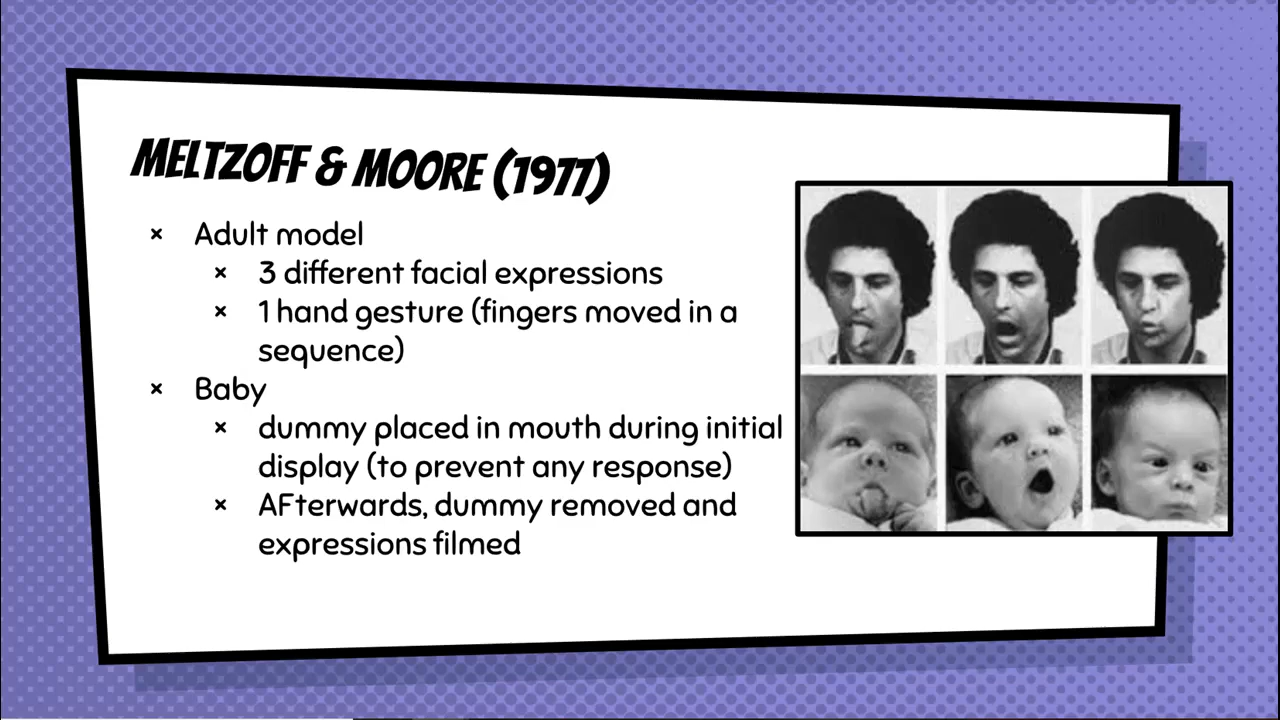 MELTZOFF & MOORE (1977)
× Adult model
× 3 different facial expressions
× 1 hand gesture (fingers moved in a
sequence)
× Baby
× dummy placed in mouth during initial
display (to prevent any response)
× AFterwards, dummy removed and
expressions filmed